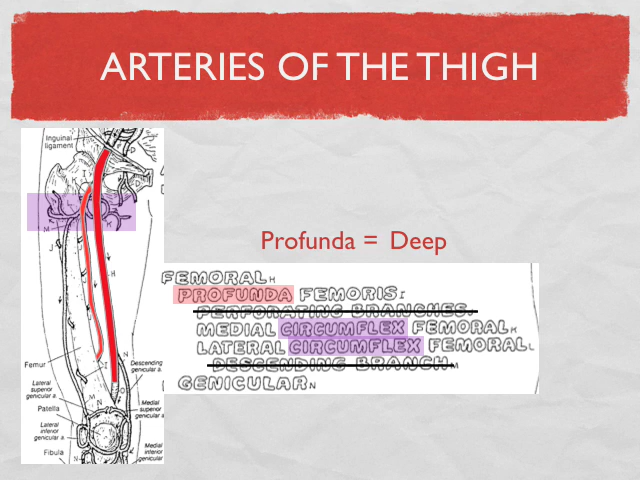 ARTERIES OF THE THIGH
Inguinal
ligament
Profunda = Deep
FEMORAL H
PROFUNDA FEMORIS I
PERFORATING BRANCHES J
MEDIAL CIRCUMFLEX FEMORAL K
LATERAL CIRCUMFLEX FEMORAL L
DESCENDING BRANCH M
GENICULAR N
M
J
H
N
I
Femur
Descending
genicular a.
Lateral
superior
genicular a.
M
N
Patella
Medial
superior
genicular a.
Lateral
inferior
genicular a.
Medial
inferior
genicular
Fibula
N